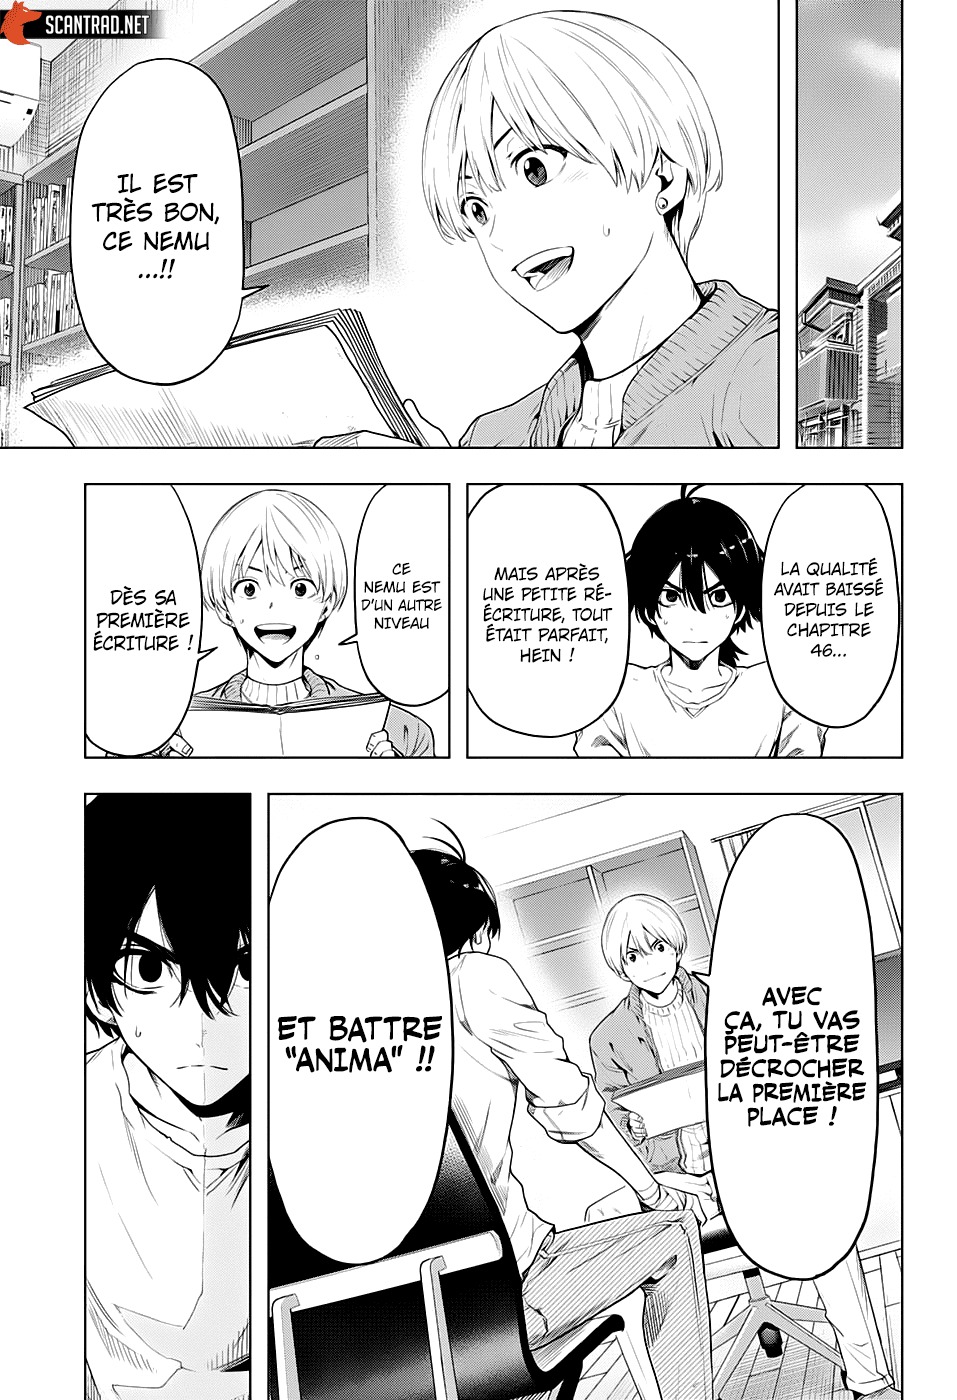 SCANTRAD.NET
IL EST
TRÈS BON,
CE NEMU
...!!
LA QUALITÉ
AVAIT BAISSÉ
DEPUIS LE
CHAPITRE
46...
MAIS APRÈS
UNE PETITE RÉ-
ÉCRITURE, TOUT
ÉTAIT PARFAIT,
HEIN !
CE
NEMU EST
D'UN AUTRE
NIVEAU
DÈS SA
PREMIÈRE
ÉCRITURE !
AVEC
ÇA, TU VAS
PEUT-ÊTRE
DÉCROCHER
LA PREMIÈRE
PLACE !
ET BATTRE
"ANIMA" !!